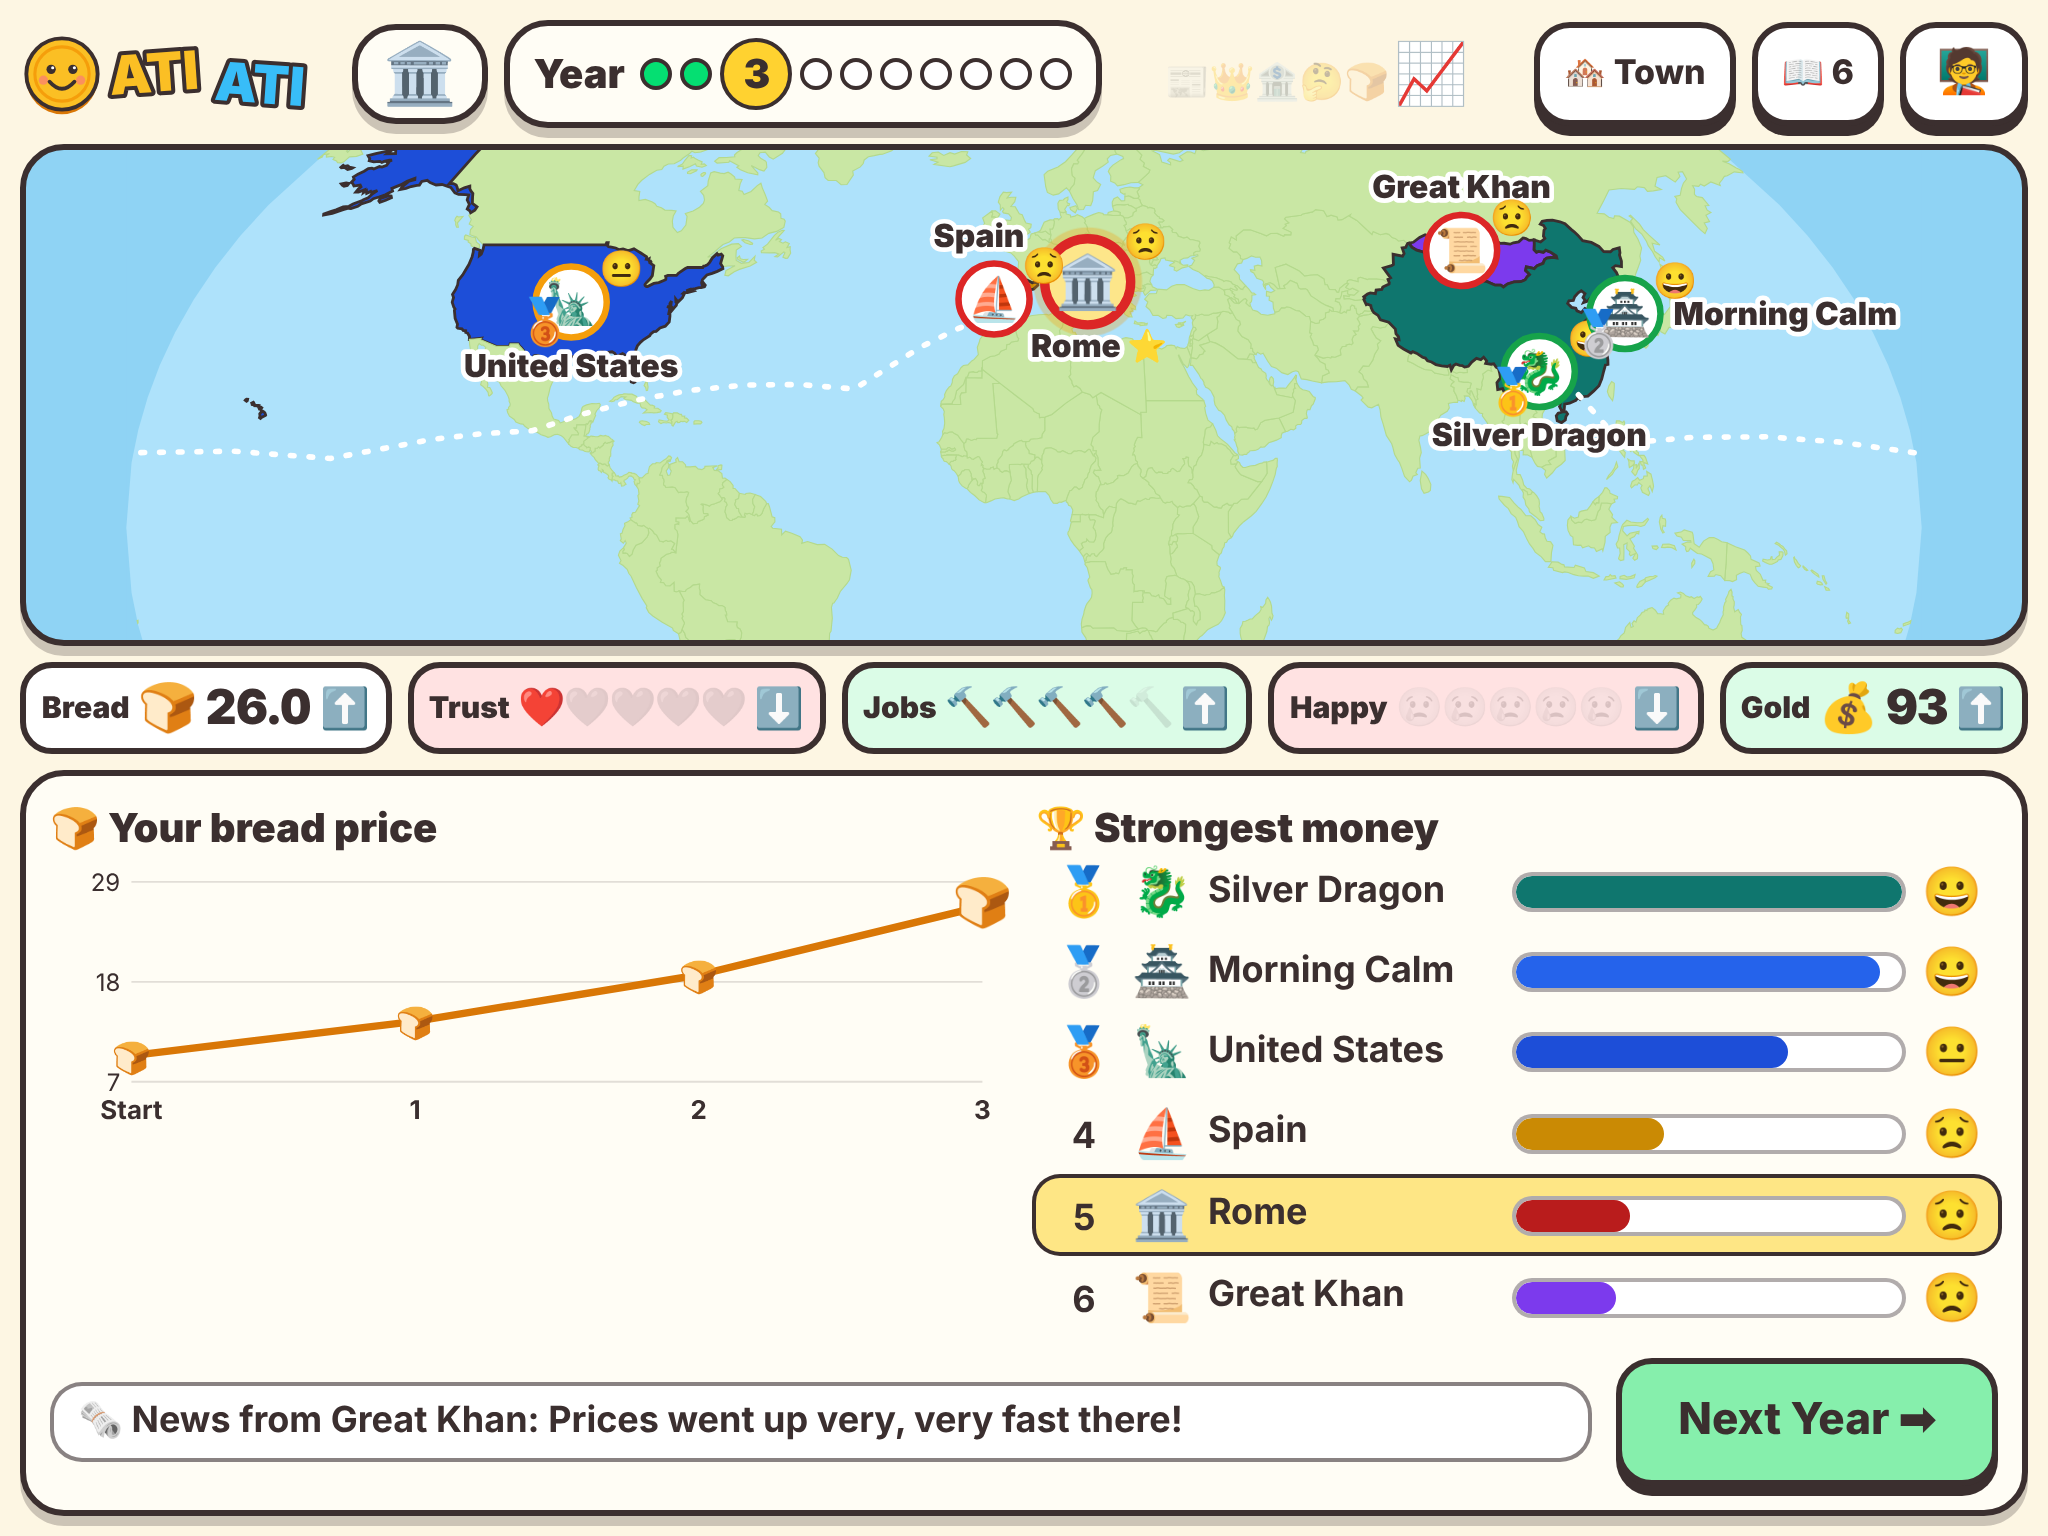 ATI ATI
Year 3
Town
6
Great Khan
Spain
Rome
United States
Morning Calm
Silver Dragon
Bread 26.0
Trust
Jobs
Happy
Gold 93
Your bread price
29
18
7
Start 1 2 3
Strongest money
1 Silver Dragon
2 Morning Calm
3 United States
4 Spain
5 Rome
6 Great Khan
News from Great Khan: Prices went up very, very fast there!
Next Year ➡